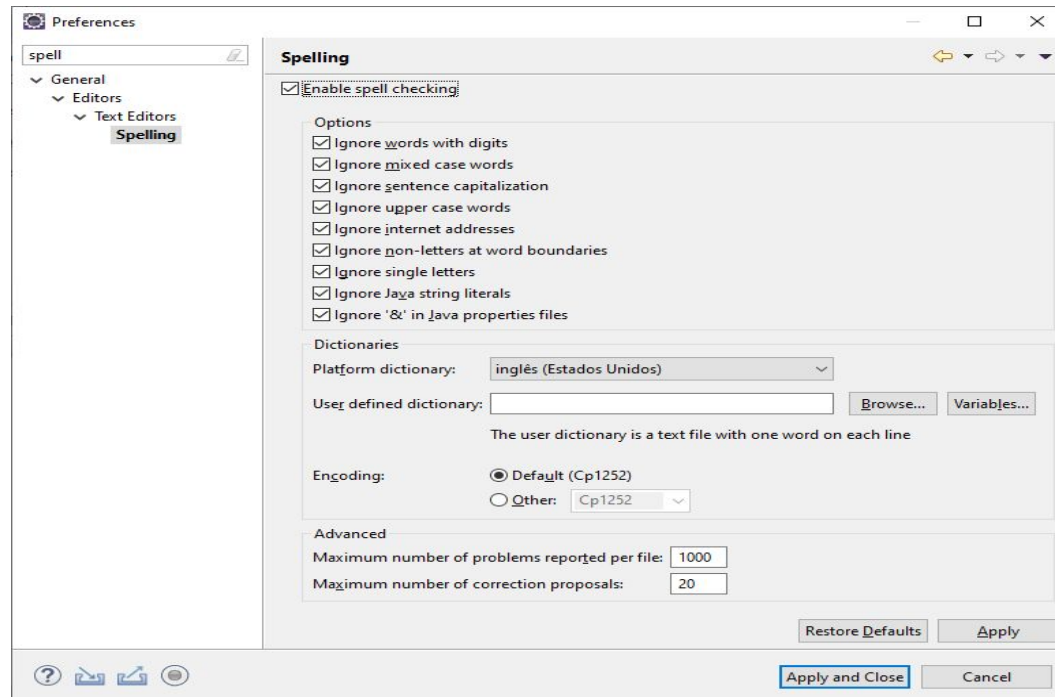 Preferences
spell
General
Editors
Text Editors
Spelling
Spelling
Enable spell checking
Options
Ignore words with digits
Ignore mixed case words
Ignore sentence capitalization
Ignore upper case words
Ignore internet addresses
Ignore non-letters at word boundaries
Ignore single letters
Ignore Java string literals
Ignore '&' in Java properties files
Dictionaries
Platform dictionary: inglês (Estados Unidos)
User defined dictionary: Browse... Variables...
The user dictionary is a text file with one word on each line
Encoding: Default (Cp1252)
Other: Cp1252
Advanced
Maximum number of problems reported per file: 1000
Maximum number of correction proposals: 20
Restore Defaults Apply
Apply and Close Cancel